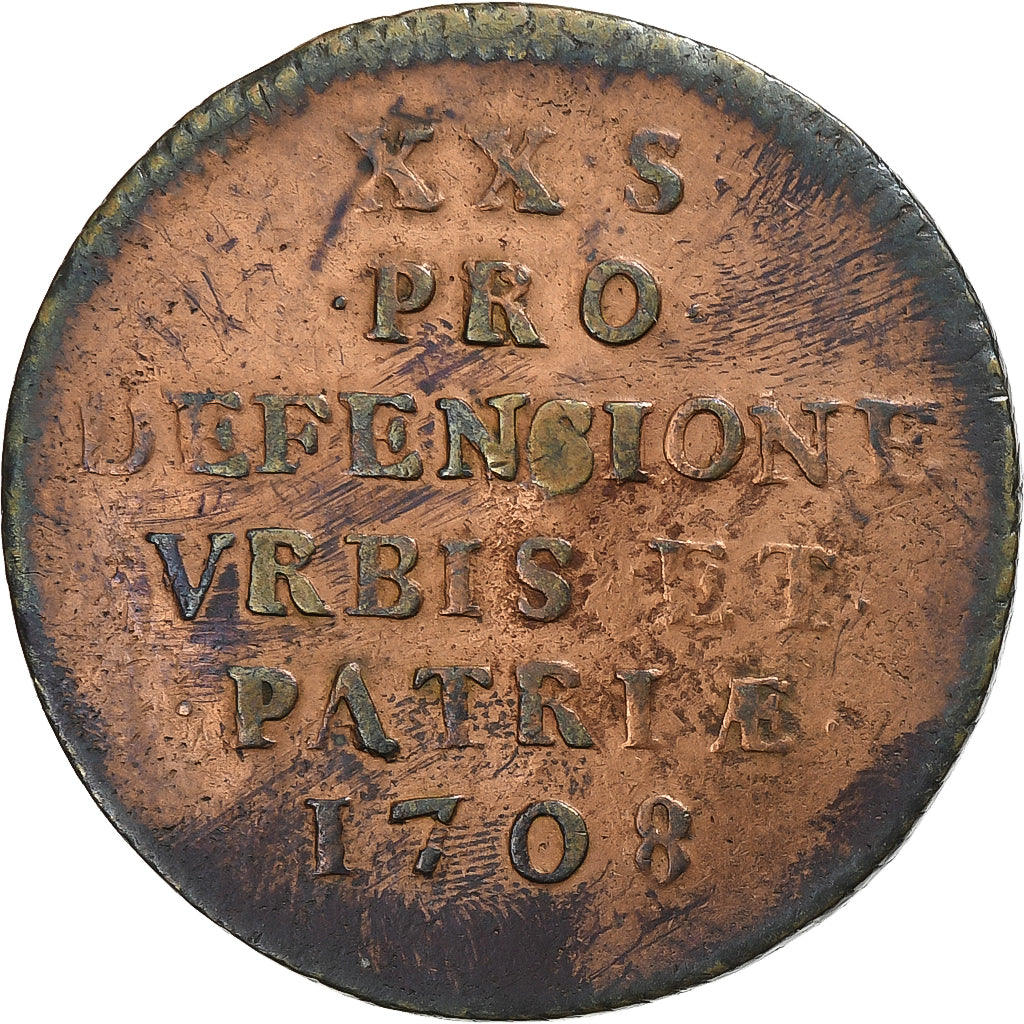 XX S
·PRO
DEFENSIONE
VRBIS ET
·PATRIÆ·
1708